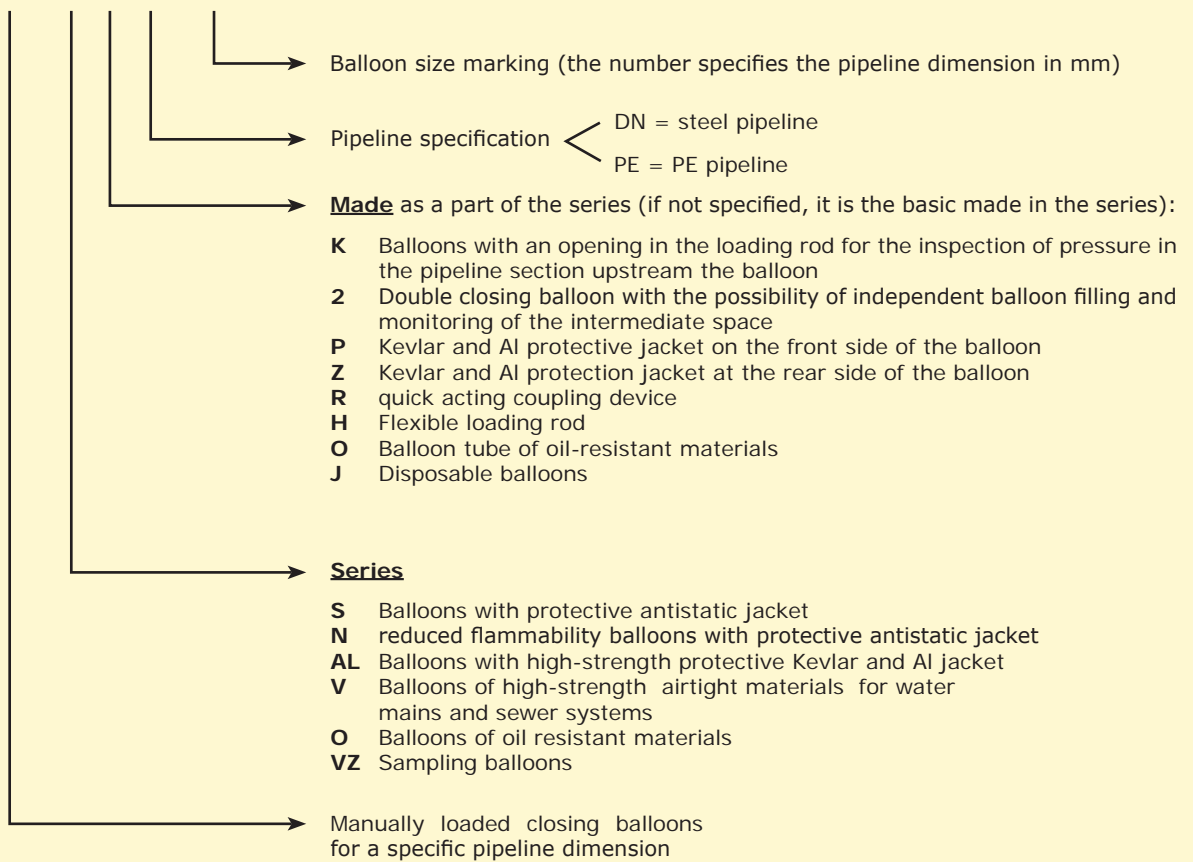 Balloon size marking (the number specifies the pipeline dimension in mm)
Pipeline specification
DN = steel pipeline
PE = PE pipeline
Made as a part of the series (if not specified, it is the basic made in the series):
K Balloons with an opening in the loading rod for the inspection of pressure in
the pipeline section upstream the balloon
2 Double closing balloon with the possibility of independent balloon filling and
monitoring of the intermediate space
P Kevlar and Al protective jacket on the front side of the balloon
Z Kevlar and Al protection jacket at the rear side of the balloon
R quick acting coupling device
H Flexible loading rod
O Balloon tube of oil-resistant materials
J Disposable balloons
Series
S Balloons with protective antistatic jacket
N reduced flammability balloons with protective antistatic jacket
AL Balloons with high-strength protective Kevlar and Al jacket
V Balloons of high-strength airtight materials for water
mains and sewer systems
O Balloons of oil resistant materials
VZ Sampling balloons
Manually loaded closing balloons
for a specific pipeline dimension